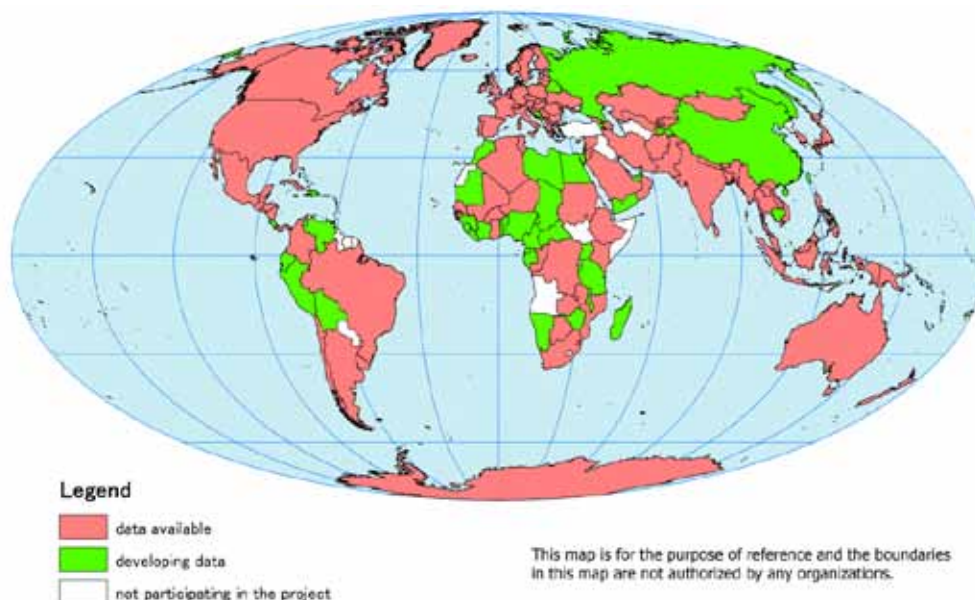 Legend
data available
developing data
not participating in the project
This map is for the purpose of reference and the boundaries
in this map are not authorized by any organizations.